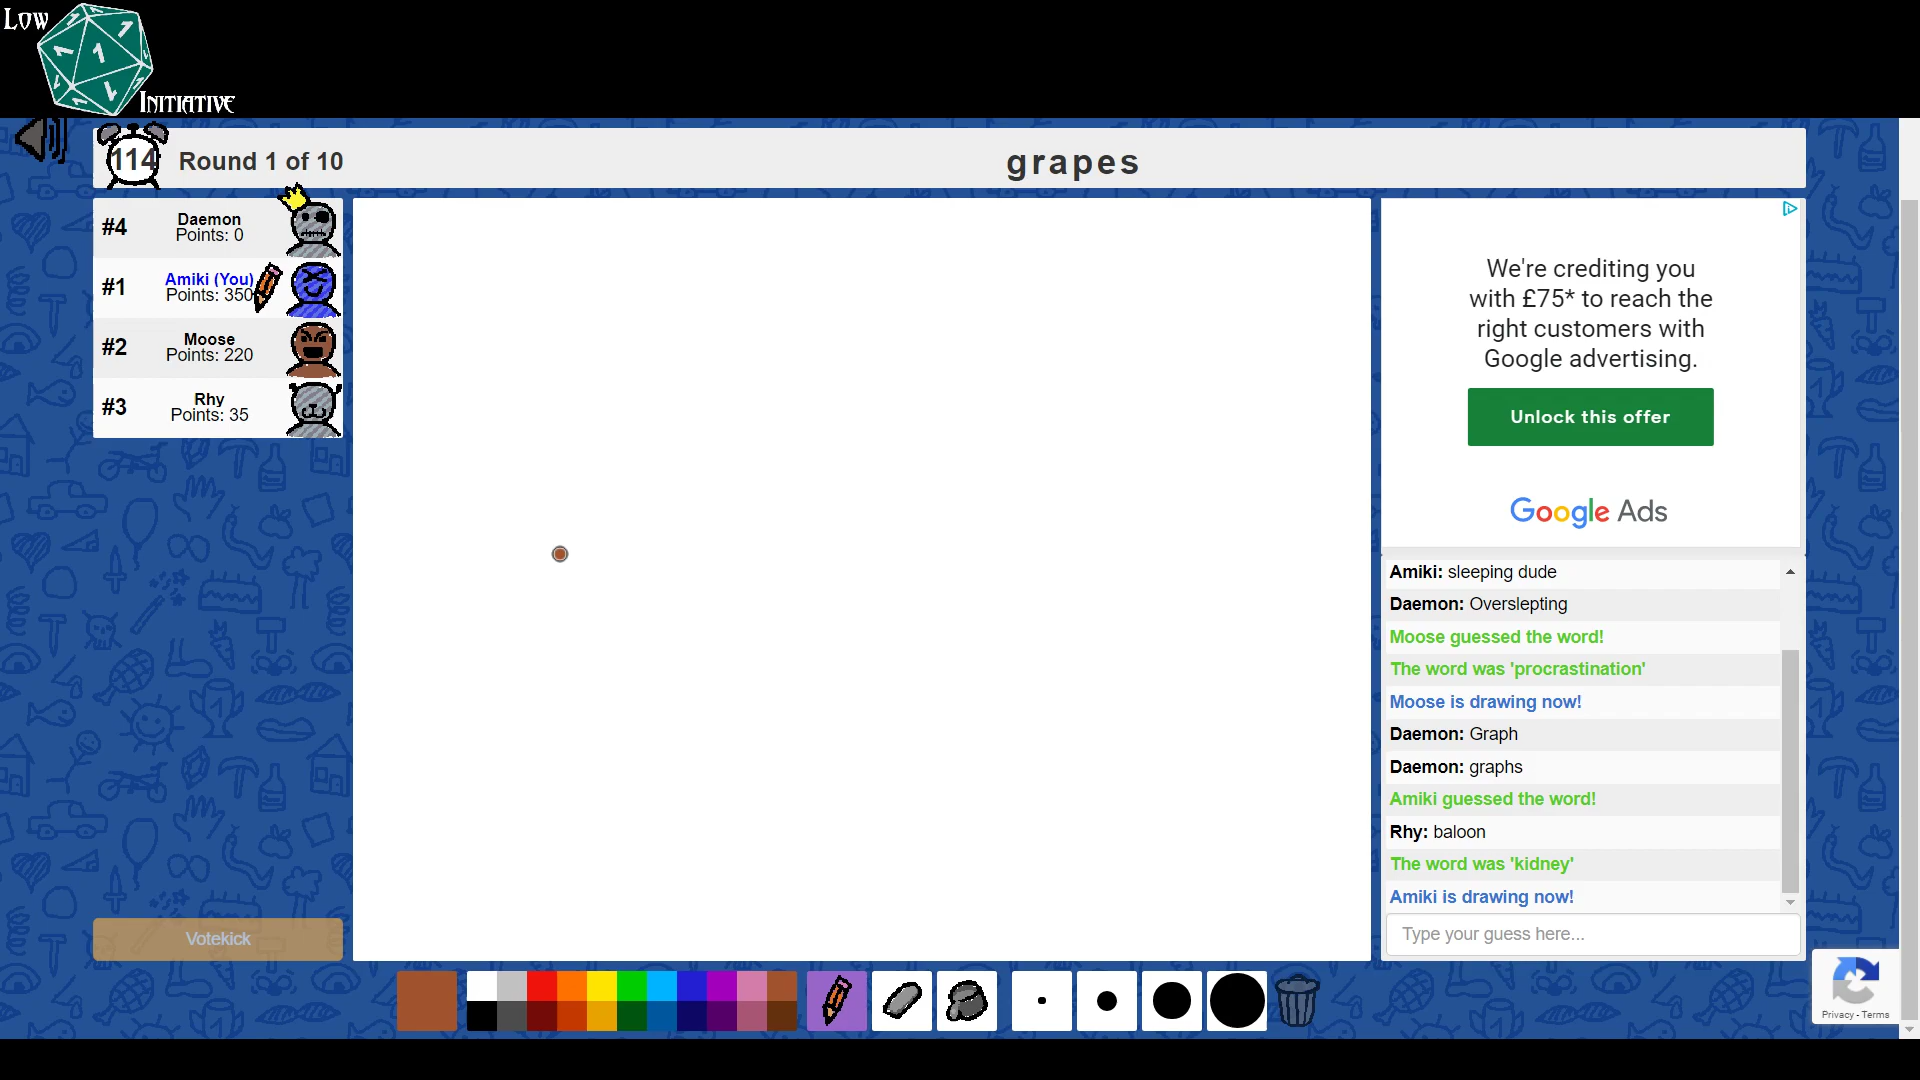 Low
1
1
1
1
Initiative
114
Round 1 of 10
grapes
#4
Daemon
Points: 0
#1
Amiki (You)
Points: 350
#2
Moose
Points: 220
#3
Rhy
Points: 35
We're crediting you
with £75* to reach the
right customers with
Google advertising.
Unlock this offer
Google Ads
Amiki: sleeping dude
Daemon: Overslepting
Moose guessed the word!
The word was 'procrastination'
Moose is drawing now!
Daemon: Graph
Daemon: graphs
Amiki guessed the word!
Rhy: baloon
The word was 'kidney'
Amiki is drawing now!
Type your guess here...
Votekick
Privacy - Terms